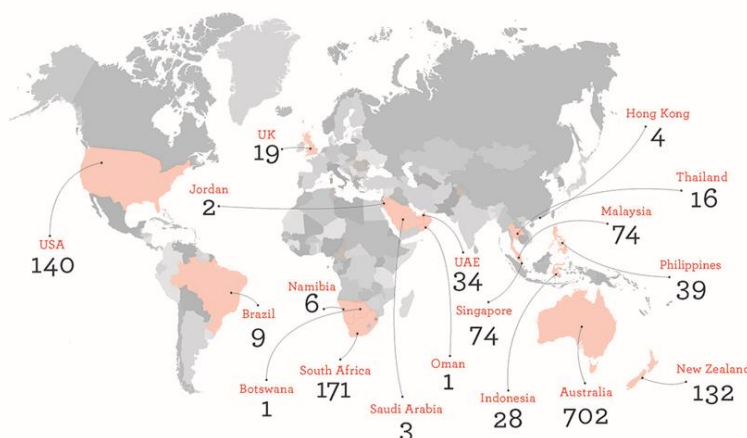 Hong Kong
4
UK
19
Thailand
16
Jordan
2
Malaysia
74
USA
140
UAE
34
Philippines
39
Namibia
6
Brazil
9
Singapore
74
South Africa
171
Oman
1
New Zealand
132
Botswana
1
Saudi Arabia
3
Indonesia
28
Australia
702